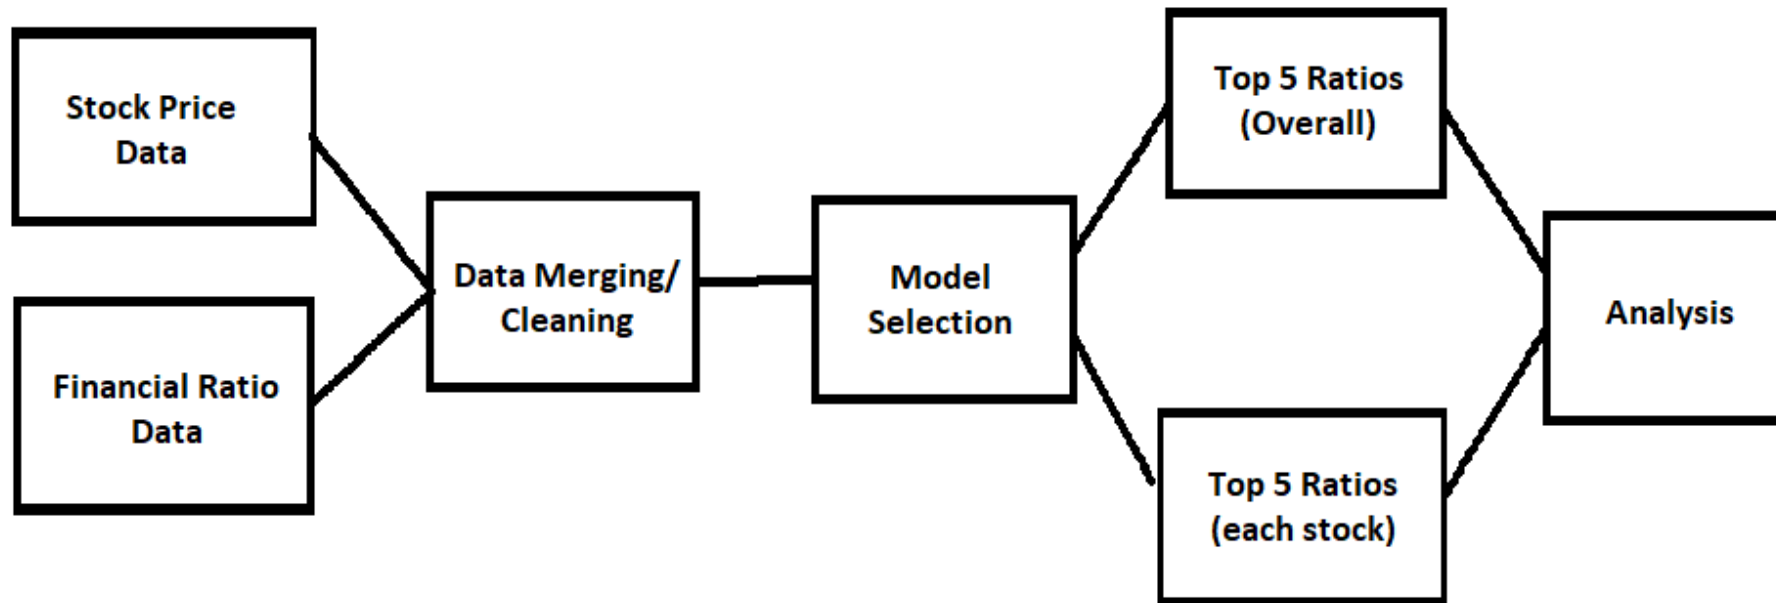 Stock Price
Data
Financial Ratio
Data
Data Merging/
Cleaning
Model
Selection
Top 5 Ratios
(Overall)
Top 5 Ratios
(each stock)
Analysis